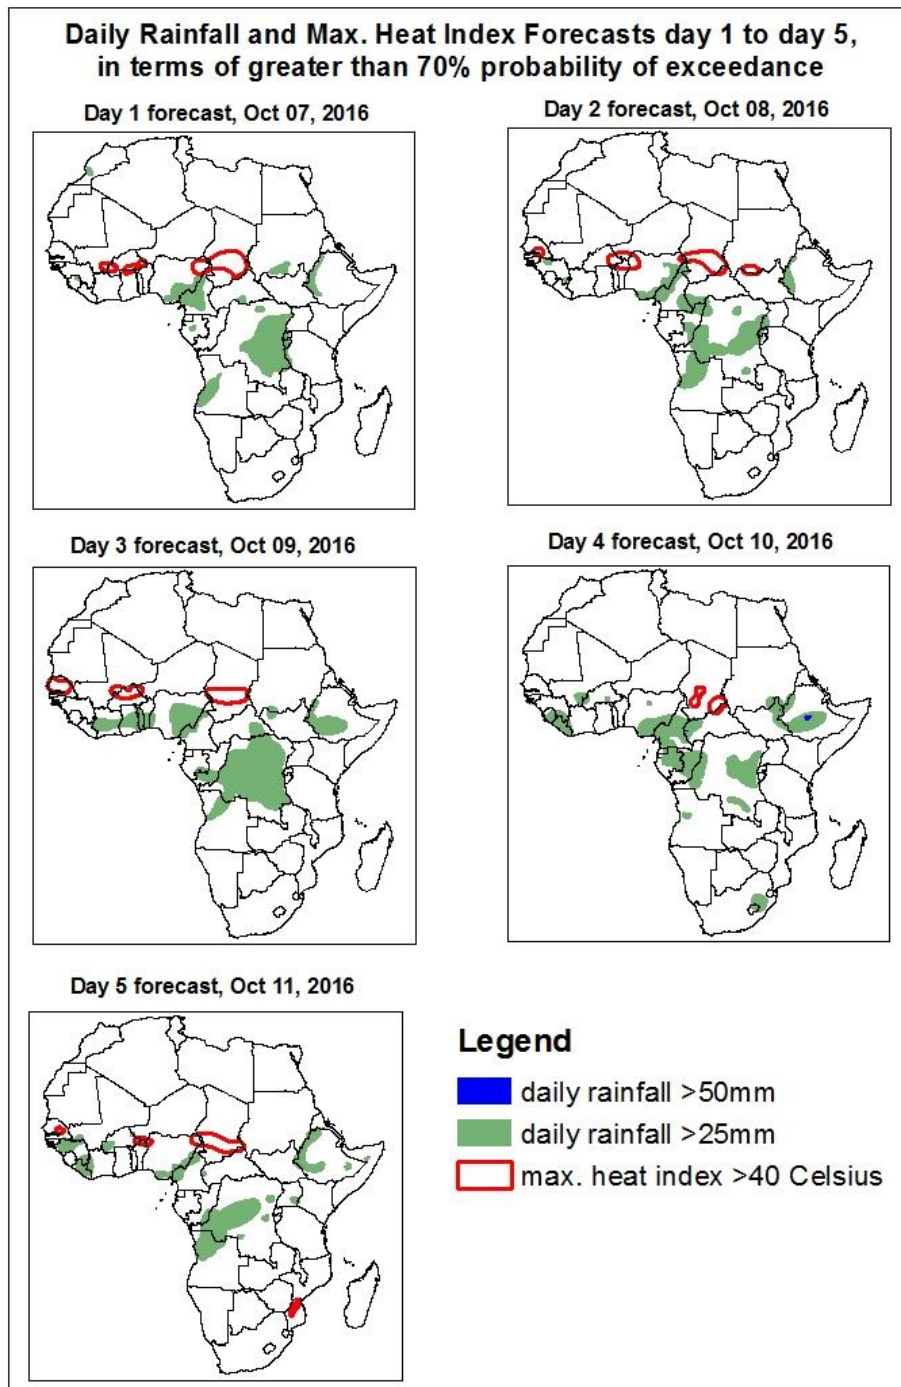 Daily Rainfall and Max. Heat Index Forecasts day 1 to day 5,
in terms of greater than 70% probability of exceedance
Day 1 forecast, Oct 07, 2016
Day 2 forecast, Oct 08, 2016
Day 3 forecast, Oct 09, 2016
Day 4 forecast, Oct 10, 2016
Day 5 forecast, Oct 11, 2016
Legend
daily rainfall >50mm
daily rainfall >25mm
max. heat index >40 Celsius